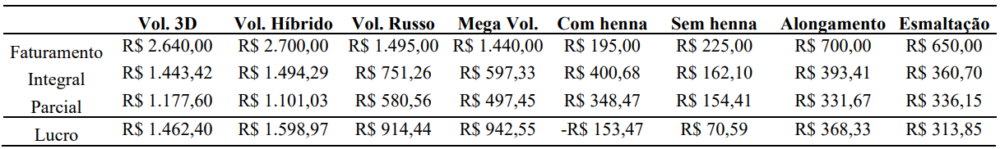 Vol. 3D Vol. Híbrido Vol. Russo Mega Vol. Com henna Sem henna Alongamento Esmaltação
Faturamento R$ 2.640,00 R$ 2.700,00 R$ 1.495,00 R$ 1.440,00 R$ 195,00 R$ 225,00 R$ 700,00 R$ 650,00
Integral R$ 1.443,42 R$ 1.494,29 R$ 751,26 R$ 597,33 R$ 400,68 R$ 162,10 R$ 393,41 R$ 360,70
Parcial R$ 1.177,60 R$ 1.101,03 R$ 580,56 R$ 497,45 R$ 348,47 R$ 154,41 R$ 331,67 R$ 336,15
Lucro R$ 1.462,40 R$ 1.598,97 R$ 914,44 R$ 942,55 -R$ 153,47 R$ 70,59 R$ 368,33 R$ 313,85